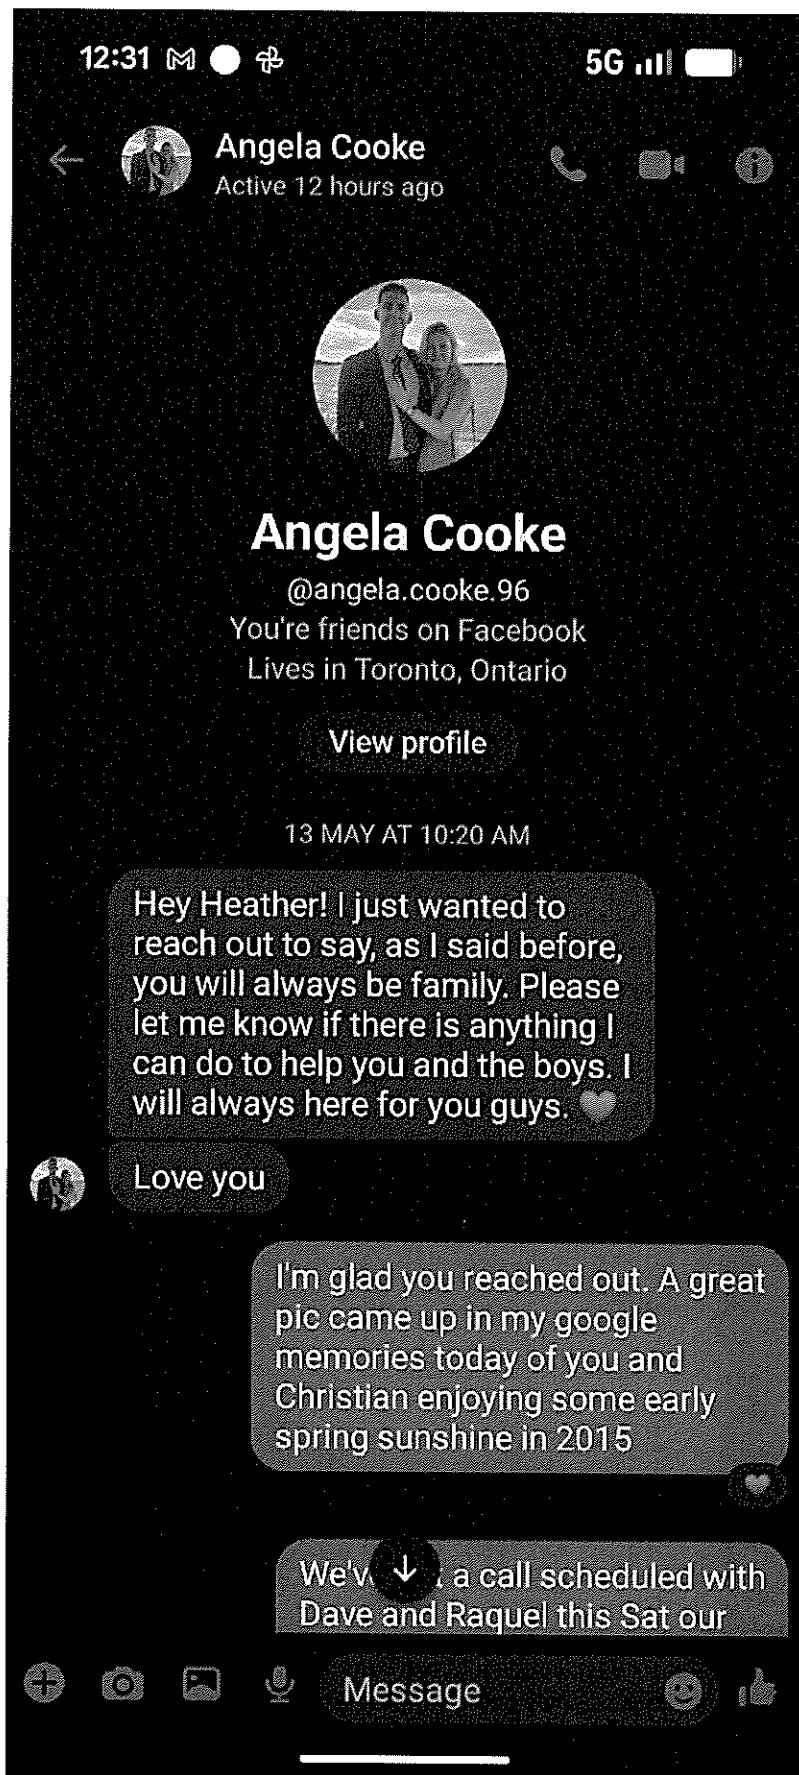 12:31
5G
Angela Cooke
Active 12 hours ago
Angela Cooke
@angela.cooke.96
You're friends on Facebook
Lives in Toronto, Ontario
View profile
13 MAY AT 10:20 AM
Hey Heather! I just wanted to
reach out to say, as I said before,
you will always be family. Please
let me know if there is anything I
can do to help you and the boys. I
will always here for you guys. ❤
Love you
I'm glad you reached out. A great
pic came up in my google
memories today of you and
Christian enjoying some early
spring sunshine in 2015
a call scheduled with
Dave and Raquel this Sat our
Message